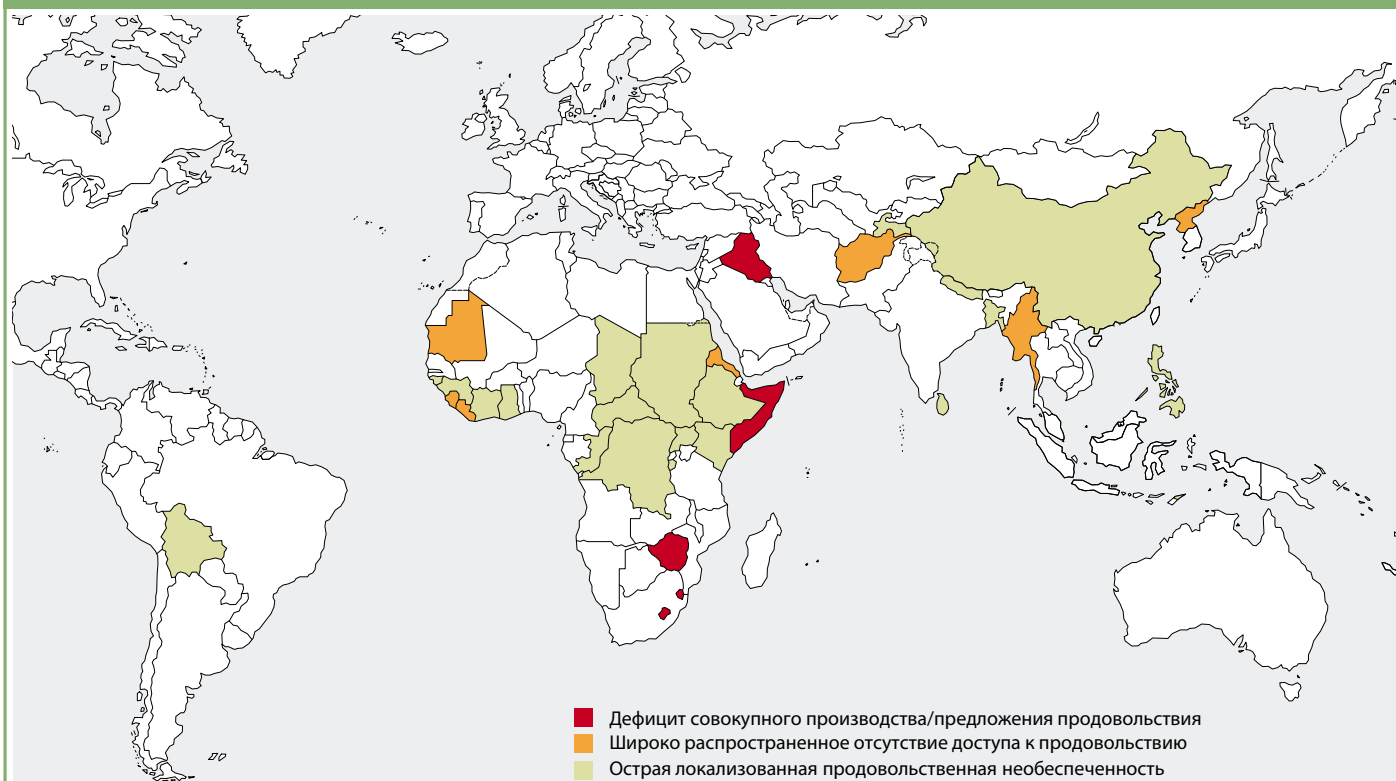 Дефицит совокупного производства/предложения продовольствия
Широко распространенное отсутствие доступа к продовольствию
Острая локализованная продовольственная необеспеченность